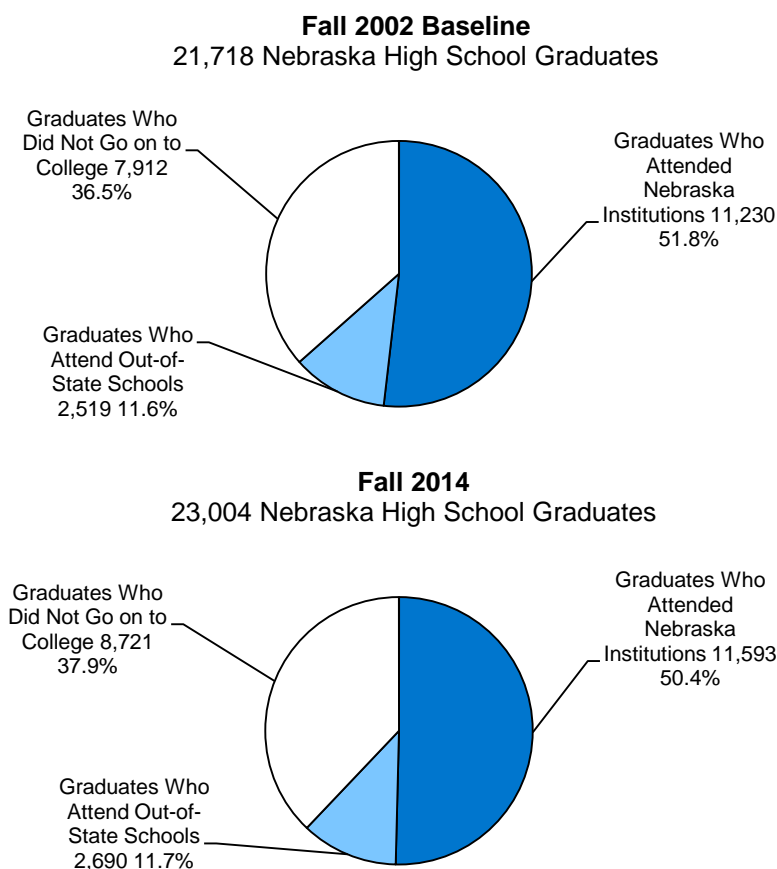 Fall 2002 Baseline
21,718 Nebraska High School Graduates
Graduates Who
Did Not Go on to
College 7,912
36.5%
Graduates Who
Attended
Nebraska
Institutions 11,230
51.8%
Graduates Who
Attend Out-of-
State Schools
2,519 11.6%
Fall 2014
23,004 Nebraska High School Graduates
Graduates Who
Did Not Go on to
College 8,721
37.9%
Graduates Who
Attended
Nebraska
Institutions 11,593
50.4%
Graduates Who
Attend Out-of-
State Schools
2,690 11.7%